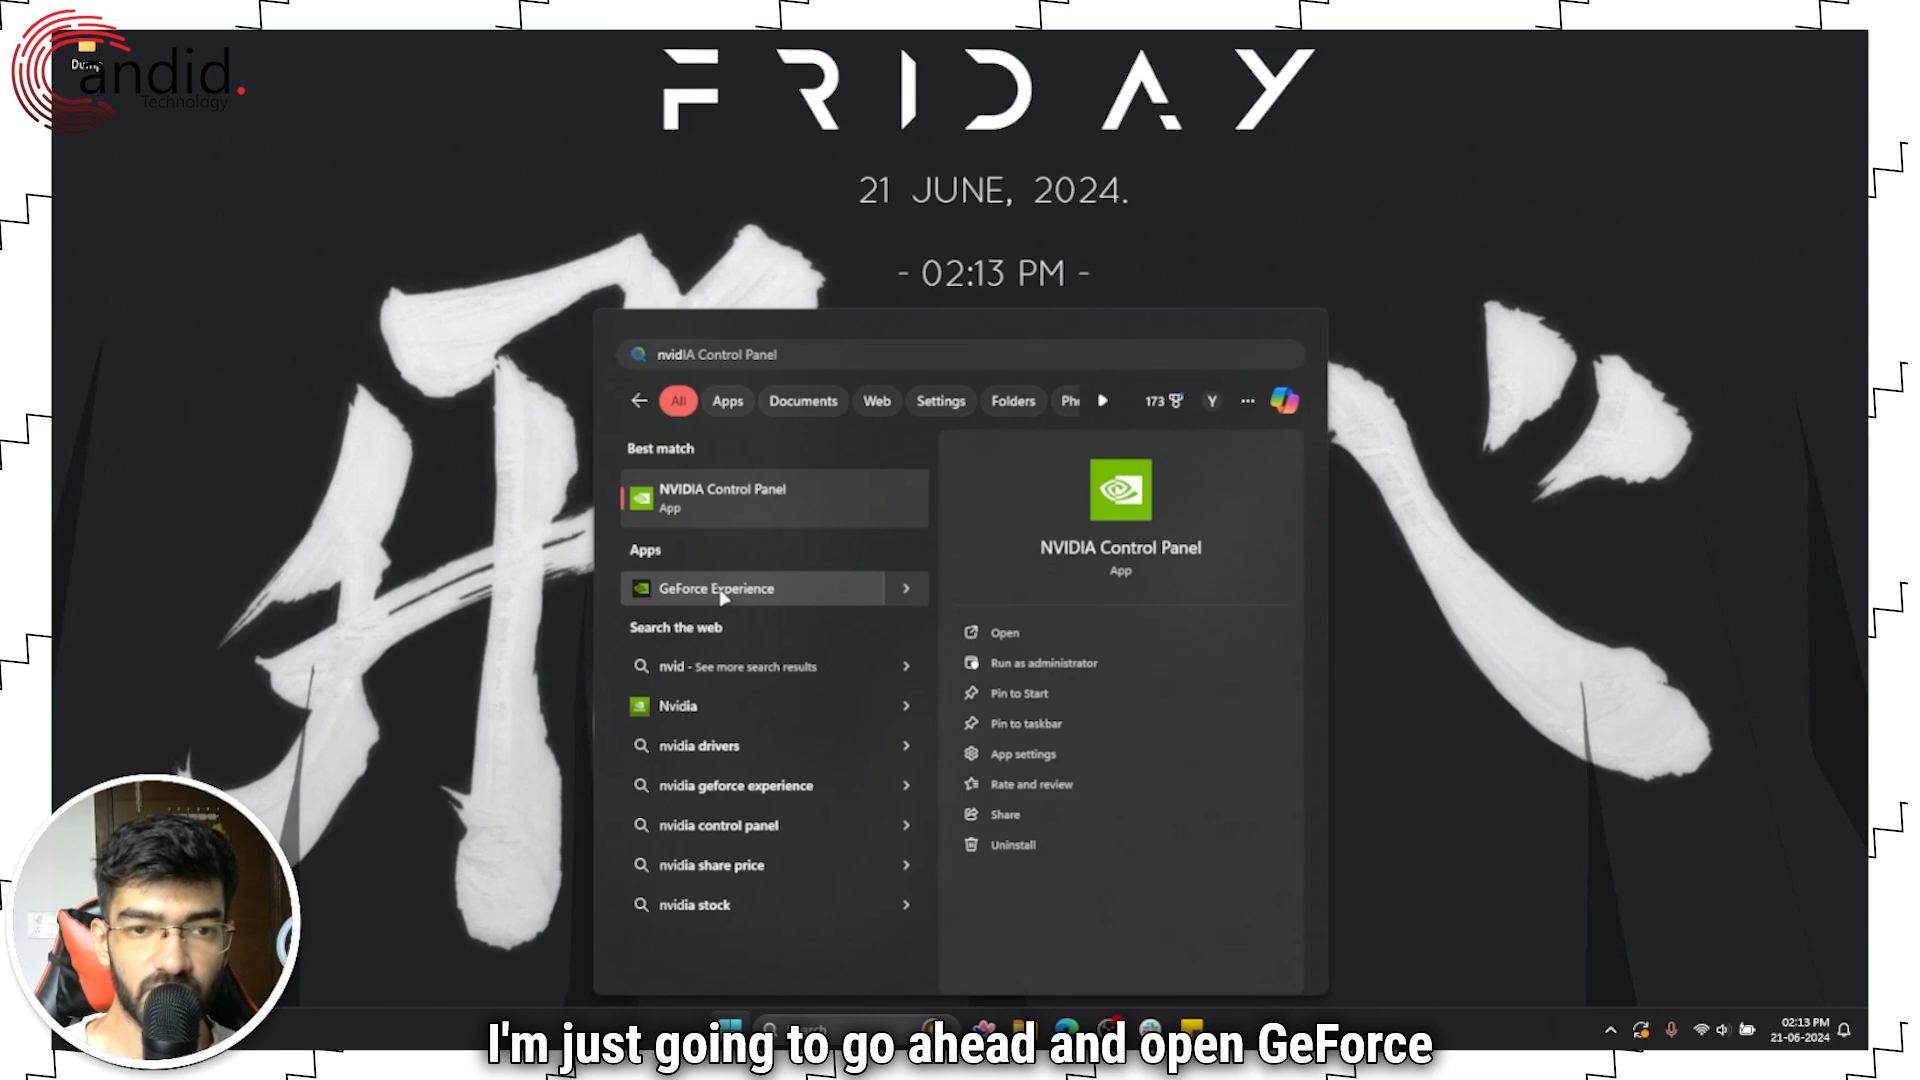 Dump
Candid.
Technology
FRIDAY
21 JUNE, 2024.
- 02:13 PM -
nvidIA Control Panel
All
Apps
Documents
Web
Settings
Folders
173
Y
Best match
NVIDIA Control Panel
App
Apps
GeForce Experience
Search the web
nvid - See more search results
Nvidia
nvidia drivers
nvidia geforce experience
nvidia control panel
nvidia share price
nvidia stock
NVIDIA Control Panel
App
Open
Run as administrator
Pin to Start
Pin to taskbar
App settings
Rate and review
Share
Uninstall
I'm just going to go ahead and open GeForce
02:13 PM
21-06-2024